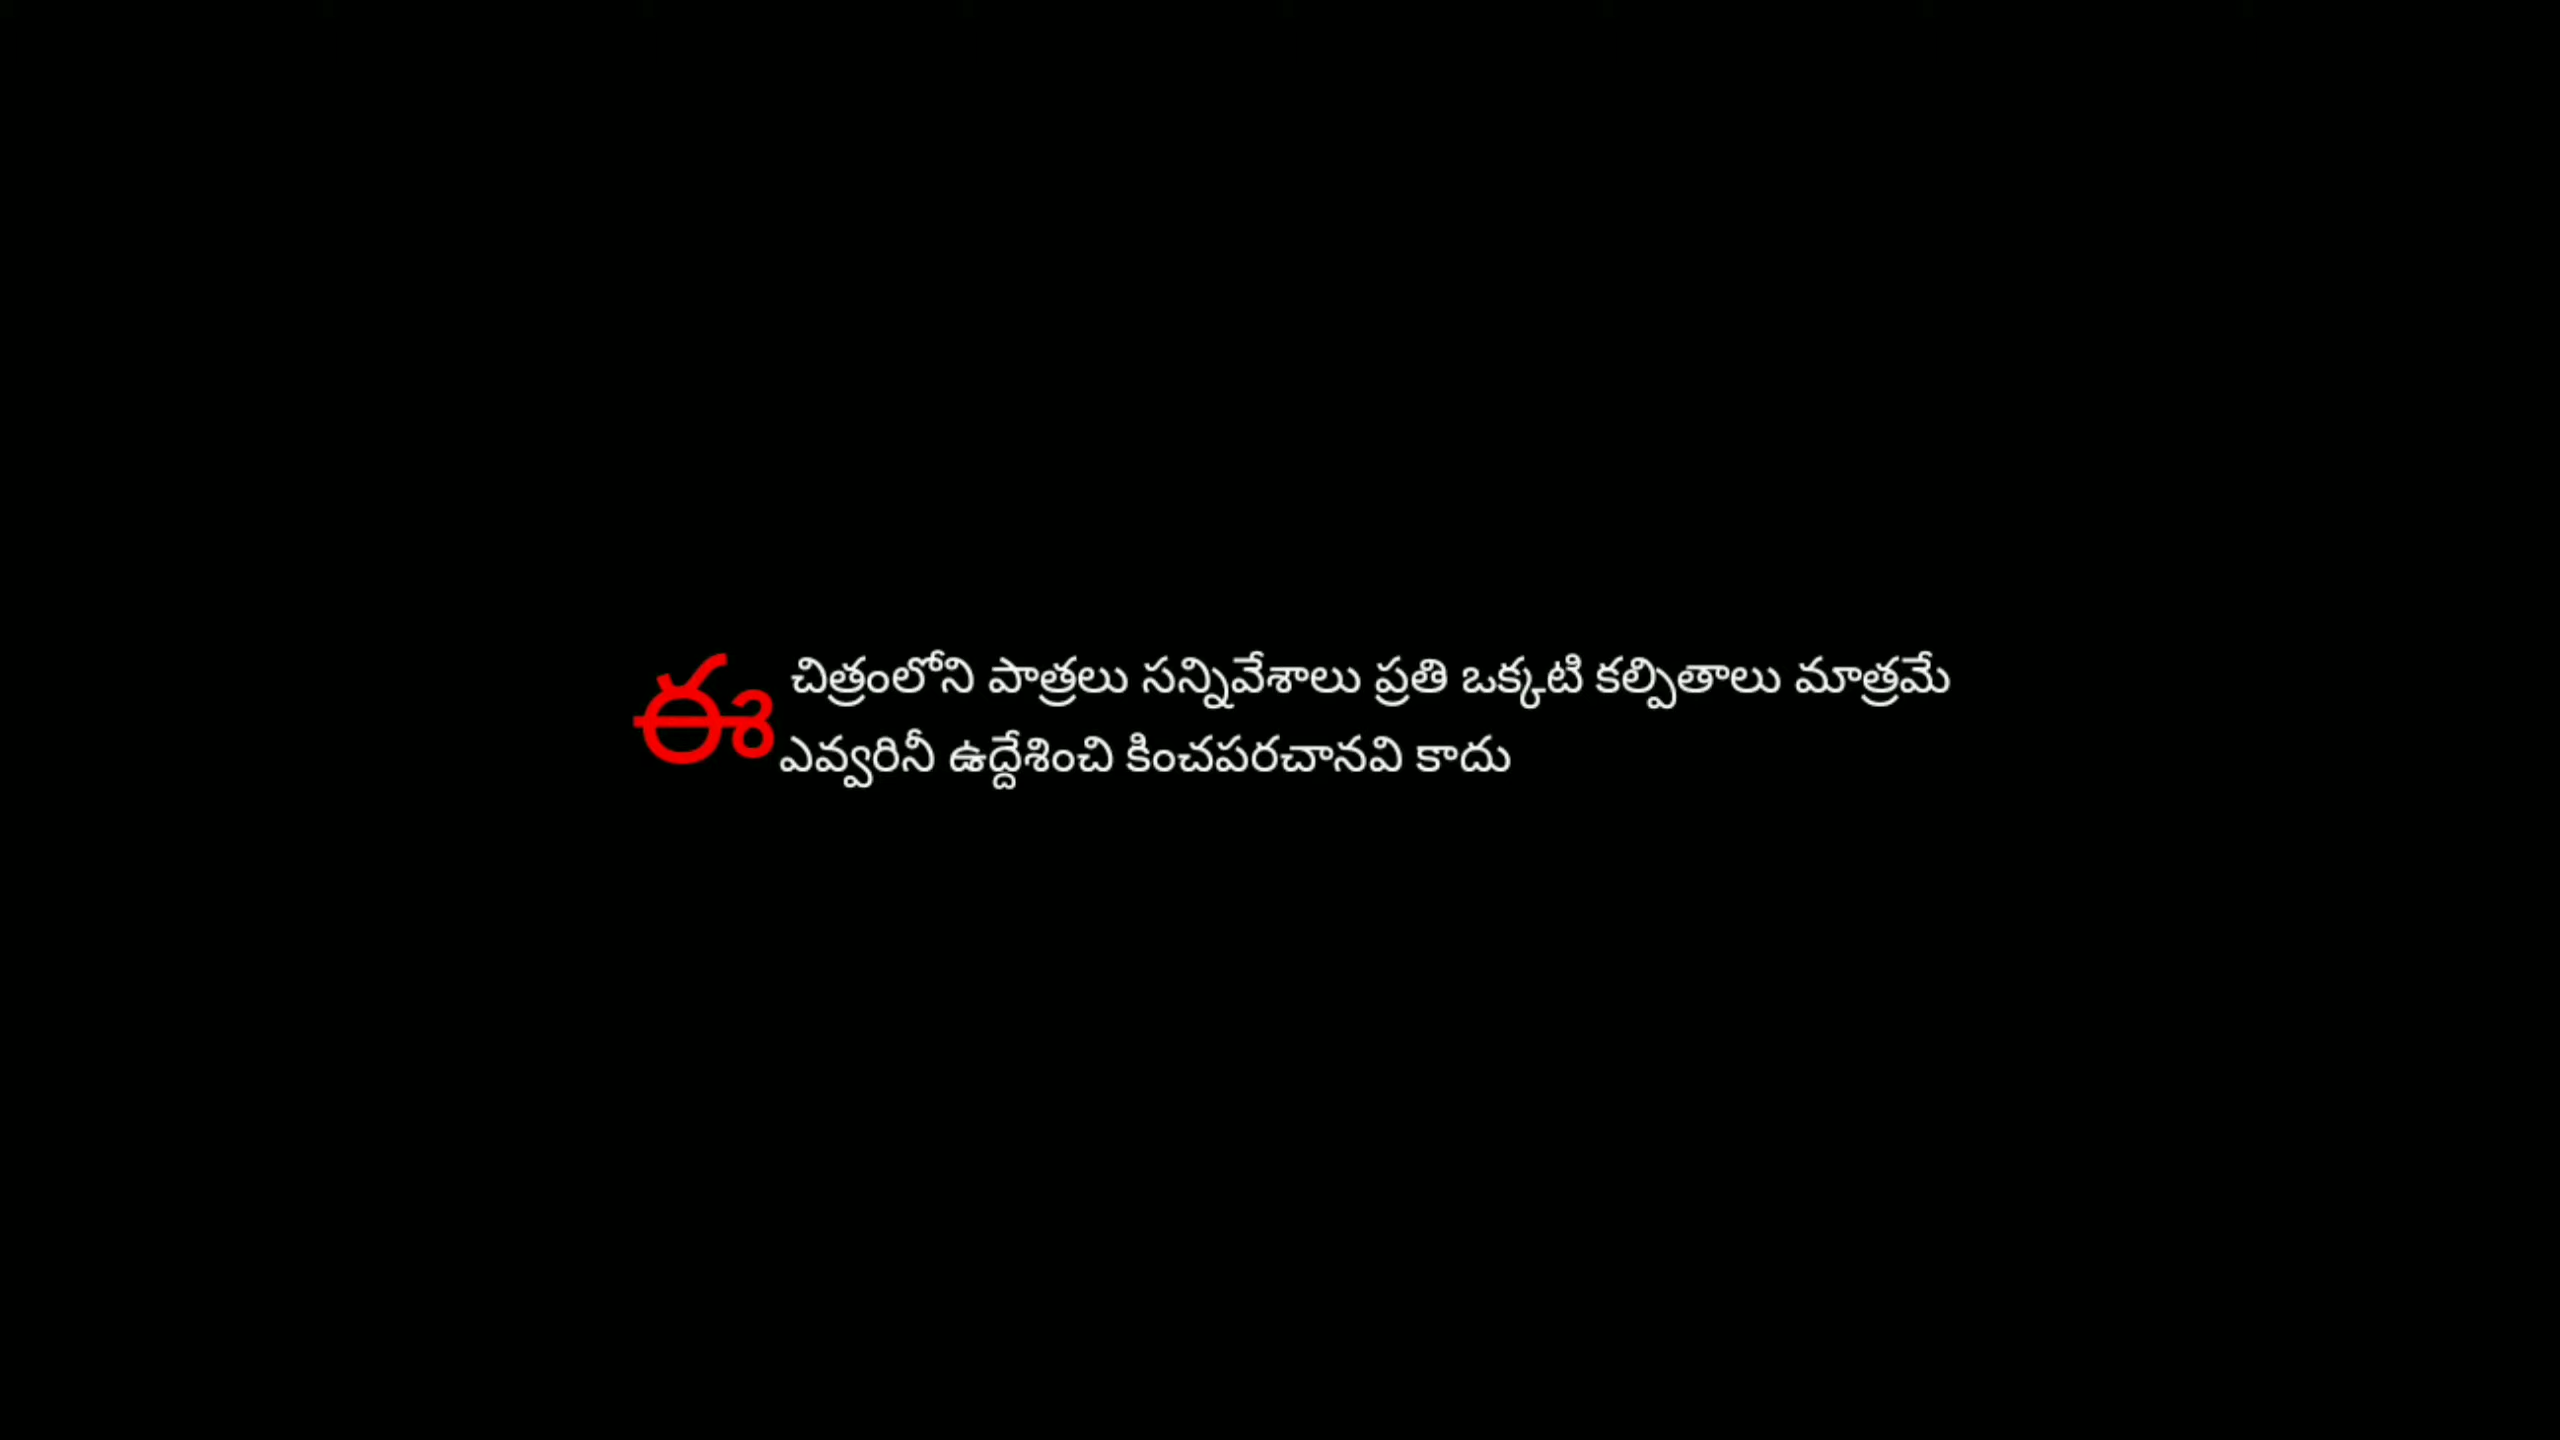 ఈ చిత్రంలోని పాత్రలు సన్నివేశాలు ప్రతి ఒక్కటి కల్పితాలు మాత్రమే
ఎవ్వరినీ ఉద్దేశించి కించపరచానవి కాదు